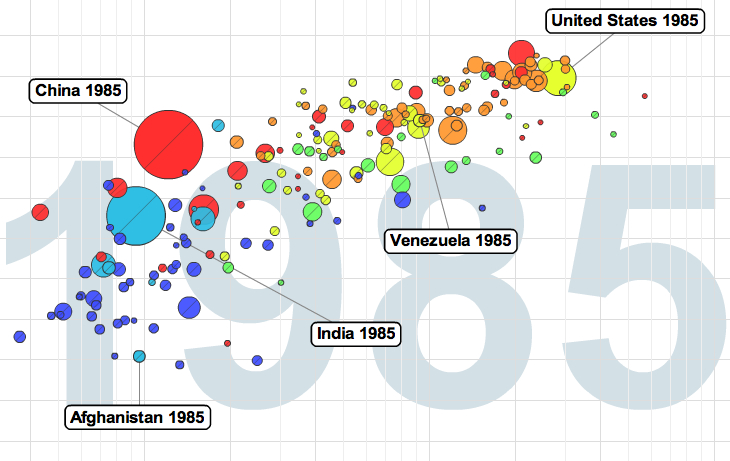 United States 1985
China 1985
1985
Venezuela 1985
India 1985
Afghanistan 1985